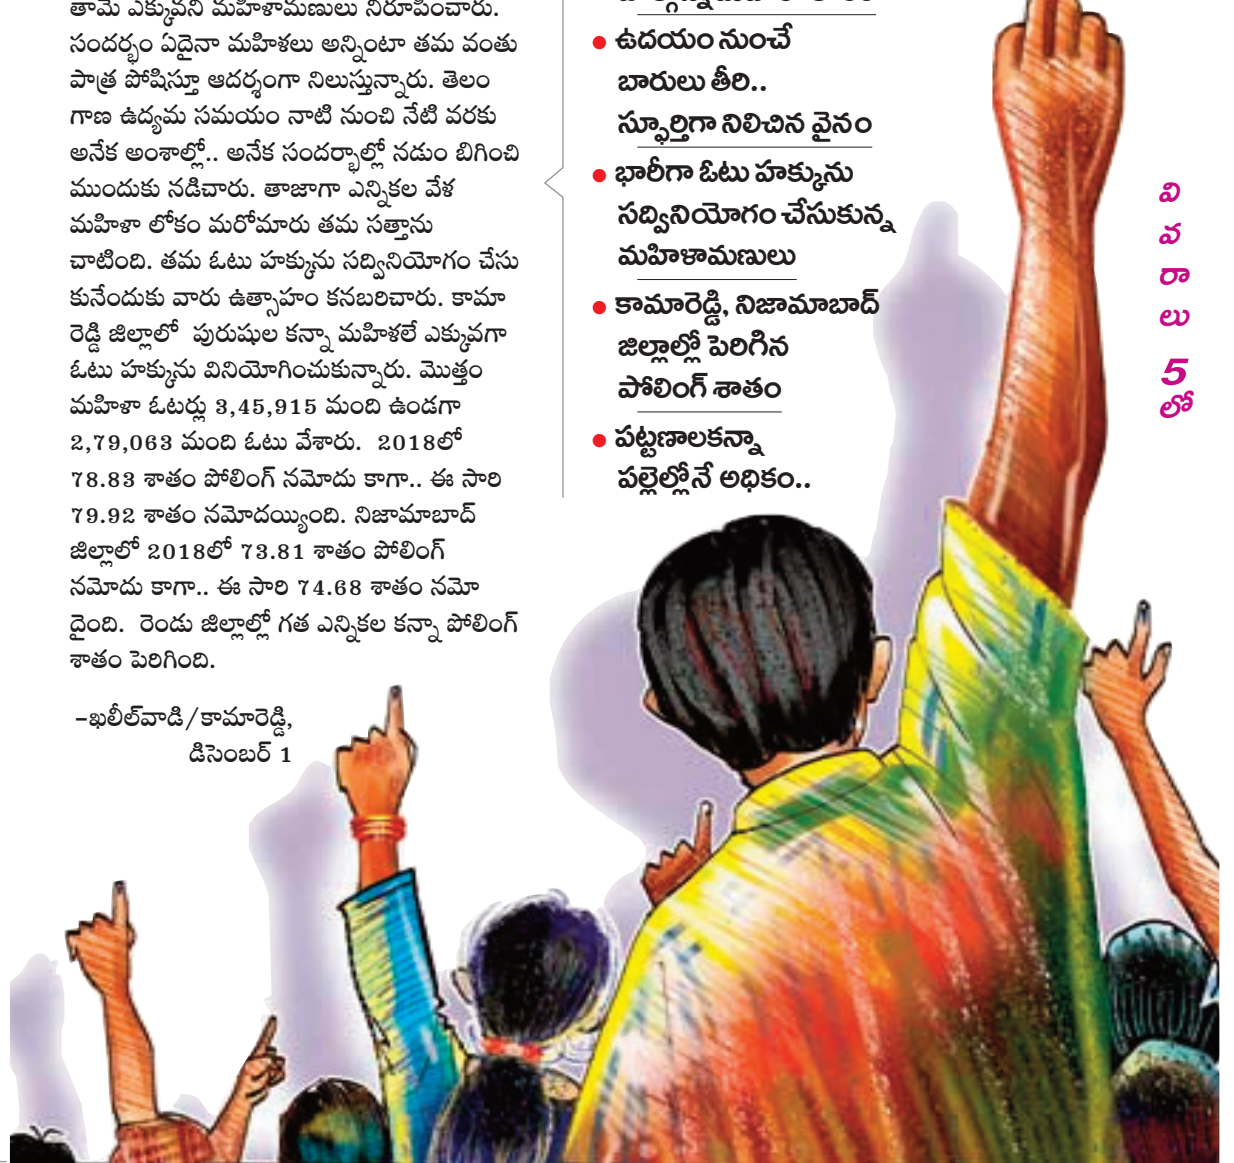 తామే ఎక్కువని మహిళామణులు నిరూపించారు.
సందర్భం ఏదైనా మహిళలు అన్నింటా తమ వంతు
పాత్ర పోషిస్తూ ఆదర్శంగా నిలుస్తున్నారు. తెలం
గాణ ఉద్యమ సమయం నాటి నుంచి నేటి వరకు
అనేక అంశాల్లో.. అనేక సందర్భాల్లో నడుం బిగించి
ముందుకు నడిచారు. తాజాగా ఎన్నికల వేళ
మహిళా లోకం మరోమారు తమ సత్తాను
చాటింది. తమ ఓటు హక్కును సద్వినియోగం చేసు
కునేందుకు వారు ఉత్సాహం కనబరిచారు. కామా
రెడ్డి జిల్లాలో పురుషుల కన్నా మహిళలే ఎక్కువగా
ఓటు హక్కును వినియోగించుకున్నారు. మొత్తం
మహిళా ఓటర్లు 3,45,915 మంది ఉండగా
2,79,063 మంది ఓటు వేశారు. 2018లో
78.83 శాతం పోలింగ్ నమోదు కాగా.. ఈ సారి
79.92 శాతం నమోదయ్యింది. నిజామాబాద్
జిల్లాలో 2018లో 73.81 శాతం పోలింగ్
నమోదు కాగా.. ఈ సారి 74.68 శాతం నమో
దైంది. రెండు జిల్లాల్లో గత ఎన్నికల కన్నా పోలింగ్
శాతం పెరిగింది.
-ఖలీల్‌వాడి/కామారెడ్డి,
డిసెంబర్ 1
• ఉదయం నుంచే
బారులు తీరి..
స్ఫూర్తిగా నిలిచిన వైనం
• భారీగా ఓటు హక్కును
సద్వినియోగం చేసుకున్న
మహిళామణులు
• కామారెడ్డి, నిజామాబాద్
జిల్లాల్లో పెరిగిన
పోలింగ్ శాతం
• పట్టణాలకన్నా
పల్లెల్లోనే అధికం..
వి
వ
రా
లు
5
లో